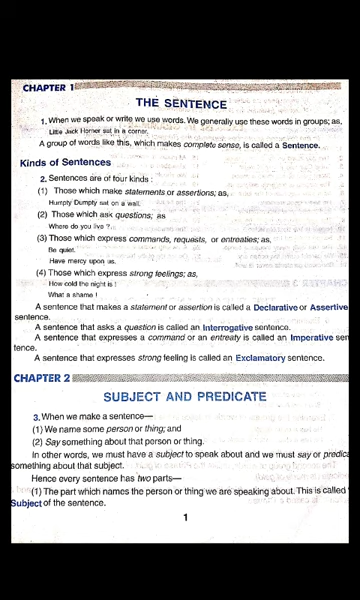 CHAPTER 1
THE SENTENCE
1. When we speak or write we use words. We generally use these words in groups; as,
Little Jack Horner sat in a corner.
A group of words like this, which makes complete sense, is called a Sentence.
Kinds of Sentences
2. Sentences are of four kinds :
(1) Those which make statements or assertions; as,
Humpty Dumpty sat on a wall.
(2) Those which ask questions; as
Where do you live ?
(3) Those which express commands, requests, or entreaties; as,
Be quiet.
Have mercy upon us.
(4) Those which express strong feelings; as,
How cold the night is !
What a shame !
A sentence that makes a statement or assertion is called a Declarative or Assertive
sentence.
A sentence that asks a question is called an Interrogative sentence.
A sentence that expresses a command or an entreaty is called an Imperative sen
tence.
A sentence that expresses strong feeling is called an Exclamatory sentence.
CHAPTER 2
SUBJECT AND PREDICATE
3. When we make a sentence—
(1) We name some person or thing; and
(2) Say something about that person or thing.
In other words, we must have a subject to speak about and we must say or predica
something about that subject.
Hence every sentence has two parts—
(1) The part which names the person or thing we are speaking about. This is called
Subject of the sentence.
1